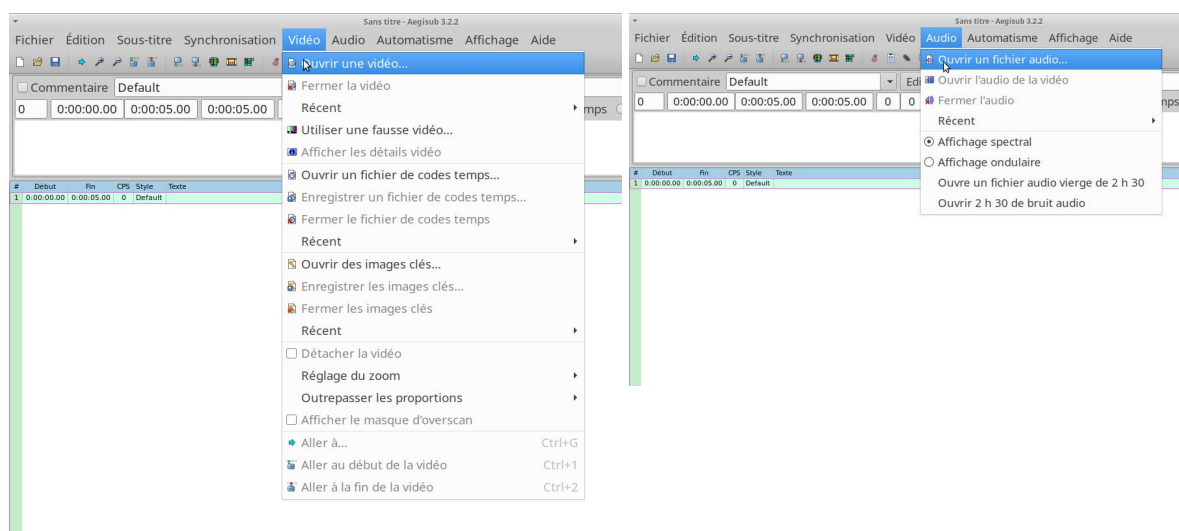 Sans titre - Aegisub 3.2.2
Fichier Édition Sous-titre Synchronisation Vidéo Audio Automatisme Affichage Aide
Commentaire Default
0 0:00:00.00 0:00:05.00 0:00:05.00 mps
# Début Fin CPS Style Texte
1 0:00:00.00 0:00:05.00 0 Default
Ouvrir une vidéo...
Fermer la vidéo
Récent
Utiliser une fausse vidéo...
Afficher les détails vidéo
Ouvrir un fichier de codes temps...
Enregistrer un fichier de codes temps...
Fermer le fichier de codes temps
Récent
Ouvrir des images clés...
Enregistrer les images clés...
Fermer les images clés
Récent
Détacher la vidéo
Réglage du zoom
Outrepasser les proportions
Afficher le masque d'overscan
Aller à... Ctrl+G
Aller au début de la vidéo Ctrl+1
Aller à la fin de la vidéo Ctrl+2
Sans titre - Aegisub 3.2.2
Fichier Édition Sous-titre Synchronisation Vidéo Audio Automatisme Affichage Aide
Commentaire Default Edi
0 0:00:00.00 0:00:05.00 0:00:05.00 0 0 mps
# Début Fin CPS Style Texte
1 0:00:00.00 0:00:05.00 0 Default
Ouvrir un fichier audio...
Ouvrir l'audio de la vidéo
Fermer l'audio
Récent
Affichage spectral
Affichage ondulaire
Ouvre un fichier audio vierge de 2 h 30
Ouvrir 2 h 30 de bruit audio